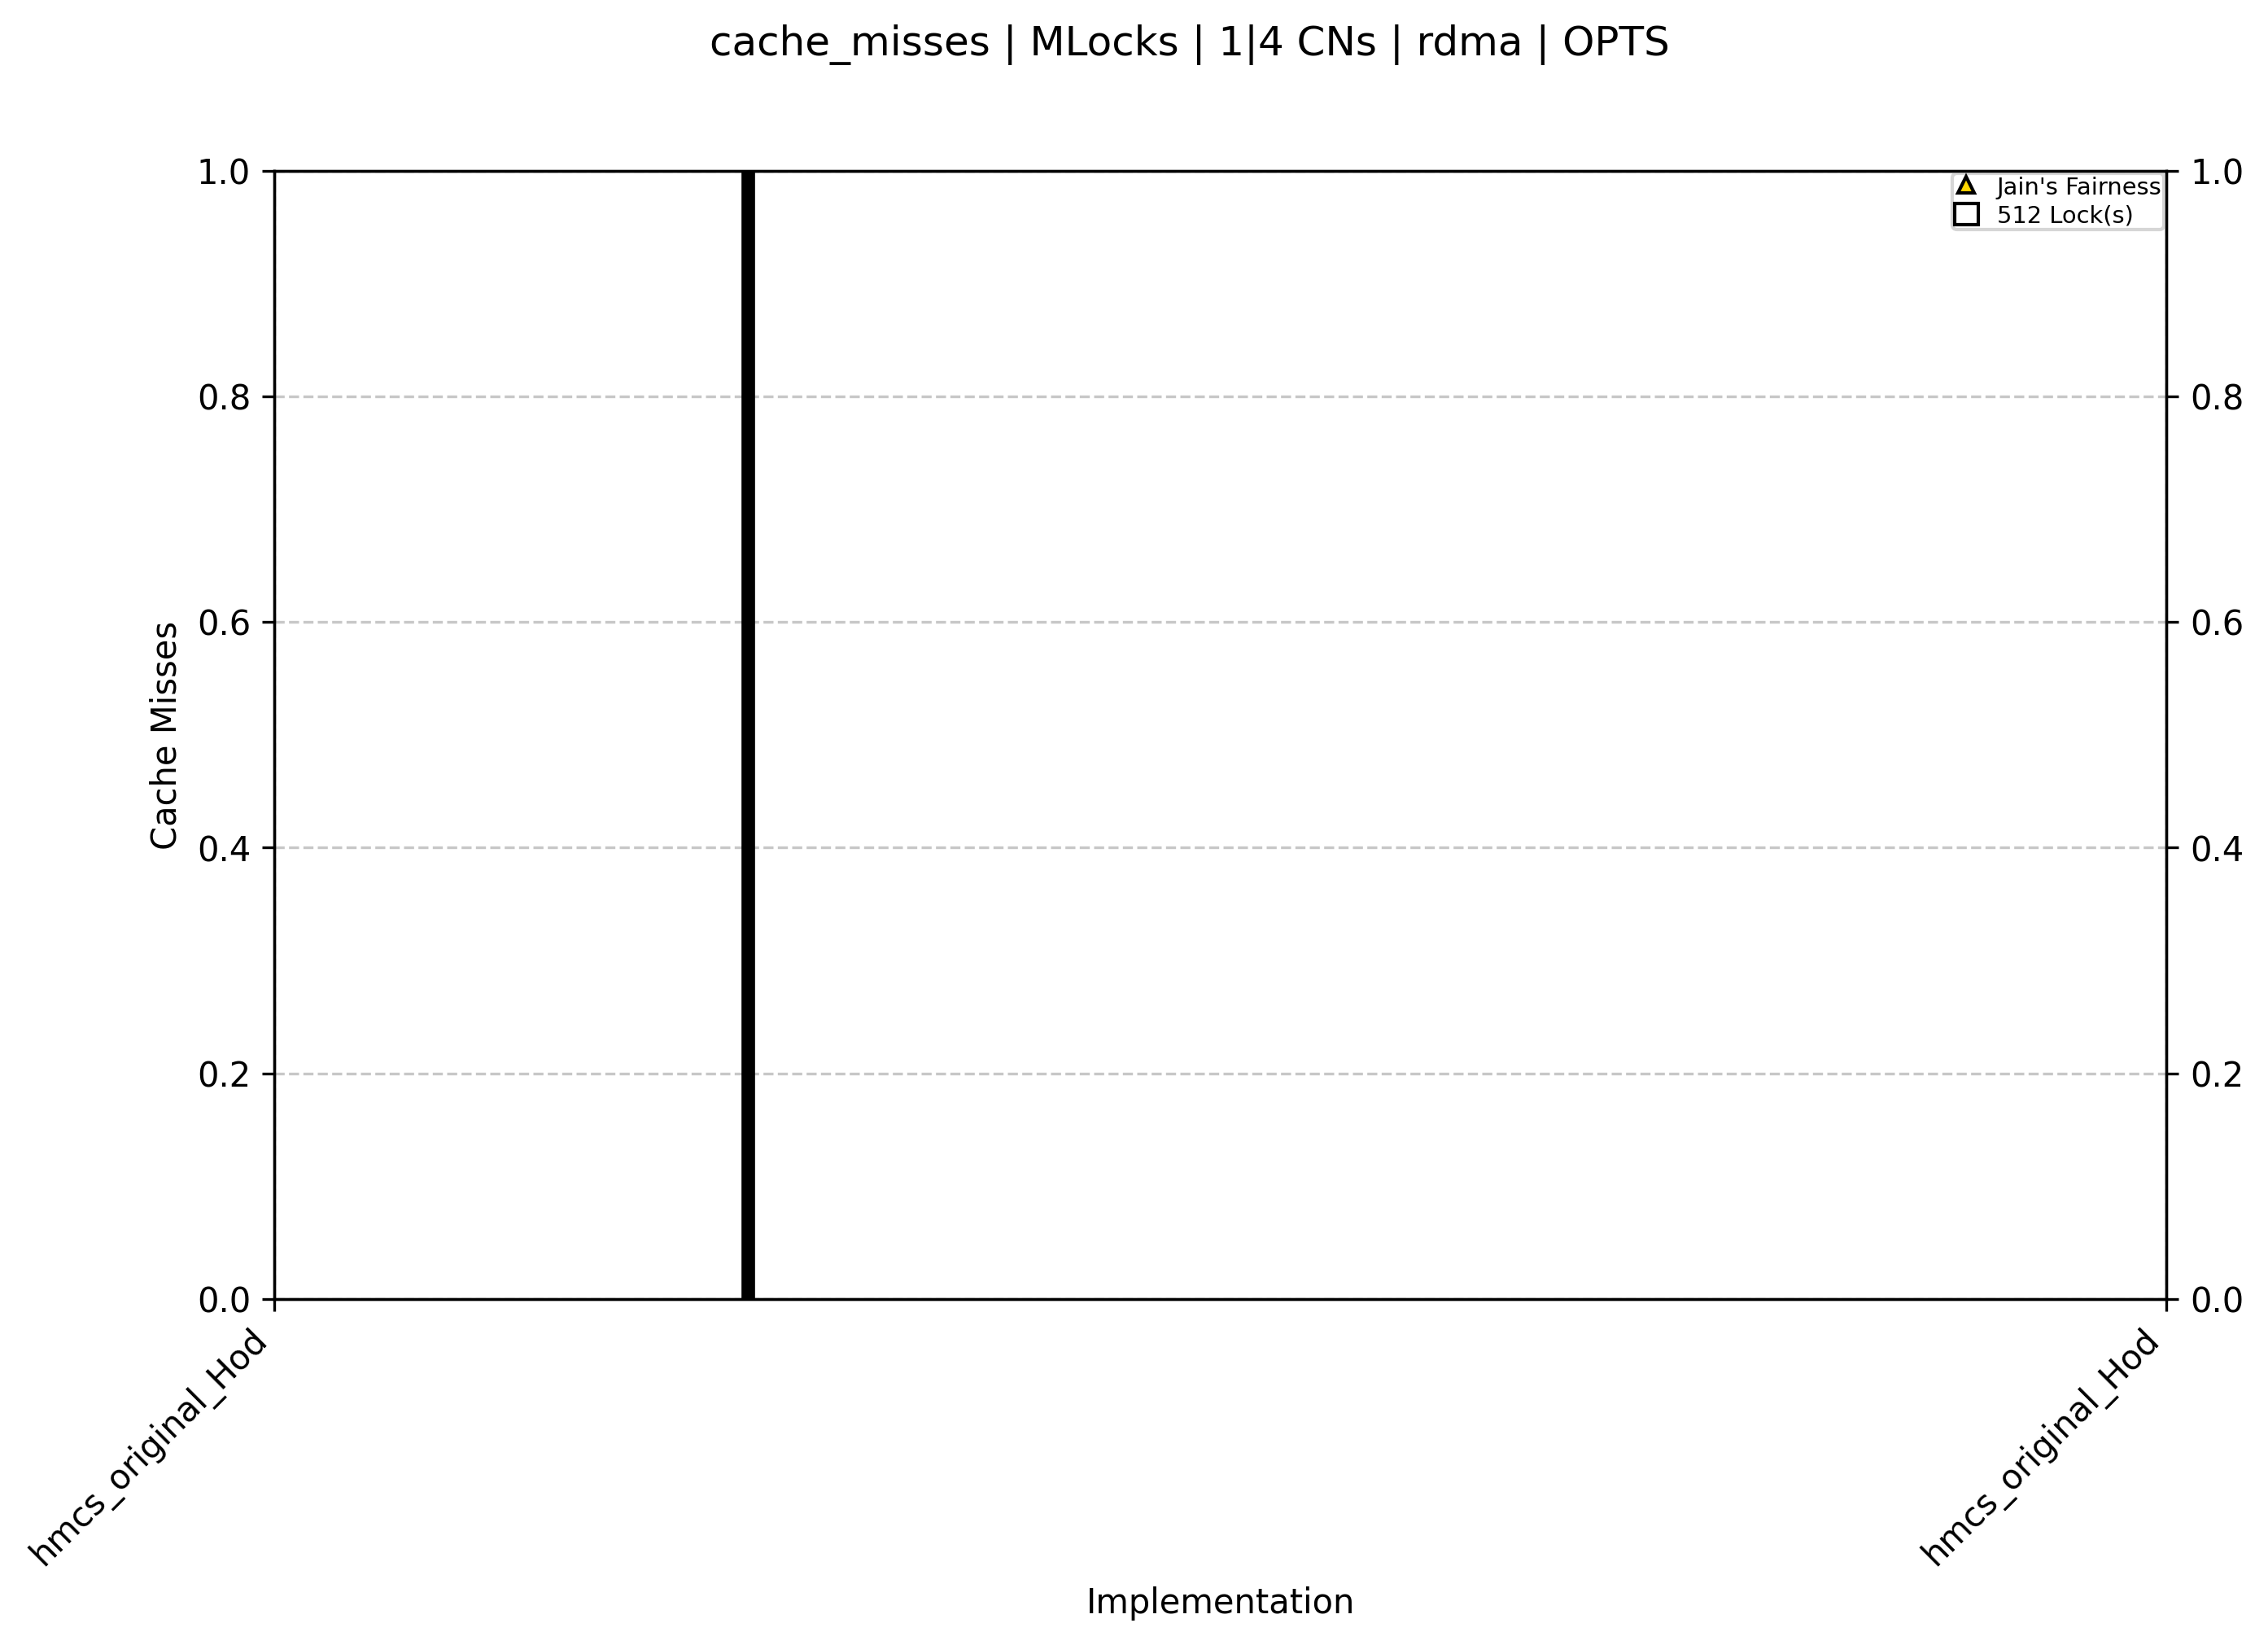 cache_misses | MLocks | 1|4 CNs | rdma | OPTS
1.0
0.8
0.6
0.4
0.2
0.0
Cache Misses
Jain's Fairness
512 Lock(s)
1.0
0.8
0.6
0.4
0.2
0.0
hmcs_original_Hod
hmcs_original_Hod
Implementation